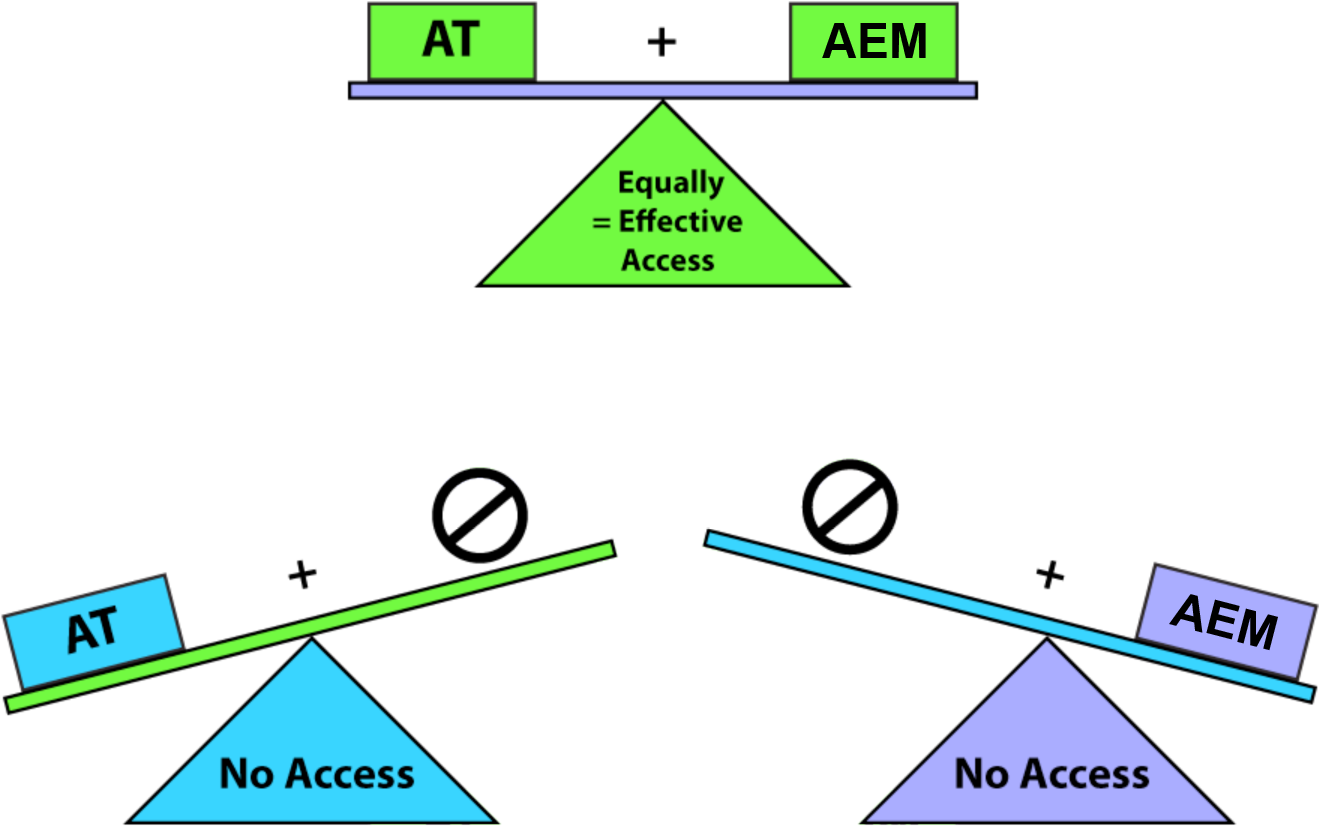 AT + AEM
Equally
= Effective
Access
AT +
No Access
+ AEM
No Access